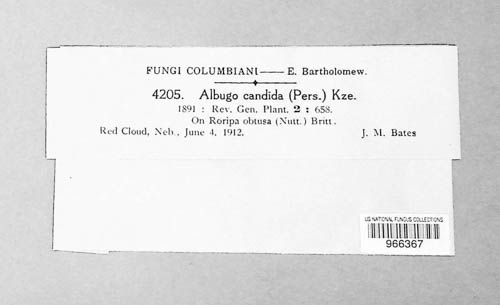 FUNGI COLUMBIANI — E. Bartholomew.
4205. Albugo candida (Pers.) Kze.
1891 : Rev. Gen. Plant. 2 : 658.
On Roripa obtusa (Nutt.) Britt.
Red Cloud, Neb., June 4, 1912. J. M. Bates
US NATIONAL FUNGUS COLLECTIONS
966367